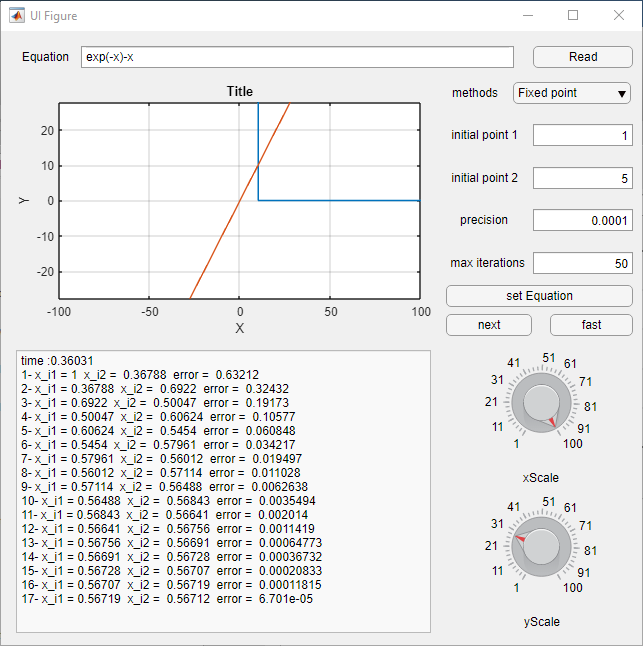 UI Figure
Equation exp(-x)-x Read
methods Fixed point
initial point 1 1
initial point 2 5
precision 0.0001
max iterations 50
set Equation
next fast
Title
Y
20
10
0
-10
-20
-100 -50 0 50 100
X
time :0.36031
1- x_i1 = 1 x_i2 = 0.36788 error = 0.63212
2- x_i1 = 0.36788 x_i2 = 0.6922 error = 0.32432
3- x_i1 = 0.6922 x_i2 = 0.50047 error = 0.19173
4- x_i1 = 0.50047 x_i2 = 0.60624 error = 0.10577
5- x_i1 = 0.60624 x_i2 = 0.5454 error = 0.060848
6- x_i1 = 0.5454 x_i2 = 0.57961 error = 0.034217
7- x_i1 = 0.57961 x_i2 = 0.56012 error = 0.019497
8- x_i1 = 0.56012 x_i2 = 0.57114 error = 0.011028
9- x_i1 = 0.57114 x_i2 = 0.56488 error = 0.0062638
10- x_i1 = 0.56488 x_i2 = 0.56843 error = 0.0035494
11- x_i1 = 0.56843 x_i2 = 0.56641 error = 0.002014
12- x_i1 = 0.56641 x_i2 = 0.56756 error = 0.0011419
13- x_i1 = 0.56756 x_i2 = 0.56691 error = 0.00064773
14- x_i1 = 0.56691 x_i2 = 0.56728 error = 0.00036732
15- x_i1 = 0.56728 x_i2 = 0.56707 error = 0.00020833
16- x_i1 = 0.56707 x_i2 = 0.56719 error = 0.00011815
17- x_i1 = 0.56719 x_i2 = 0.56712 error = 6.701e-05
1 11 21 31 41 51 61 71 81 91 100
xScale
1 11 21 31 41 51 61 71 81 91 100
yScale